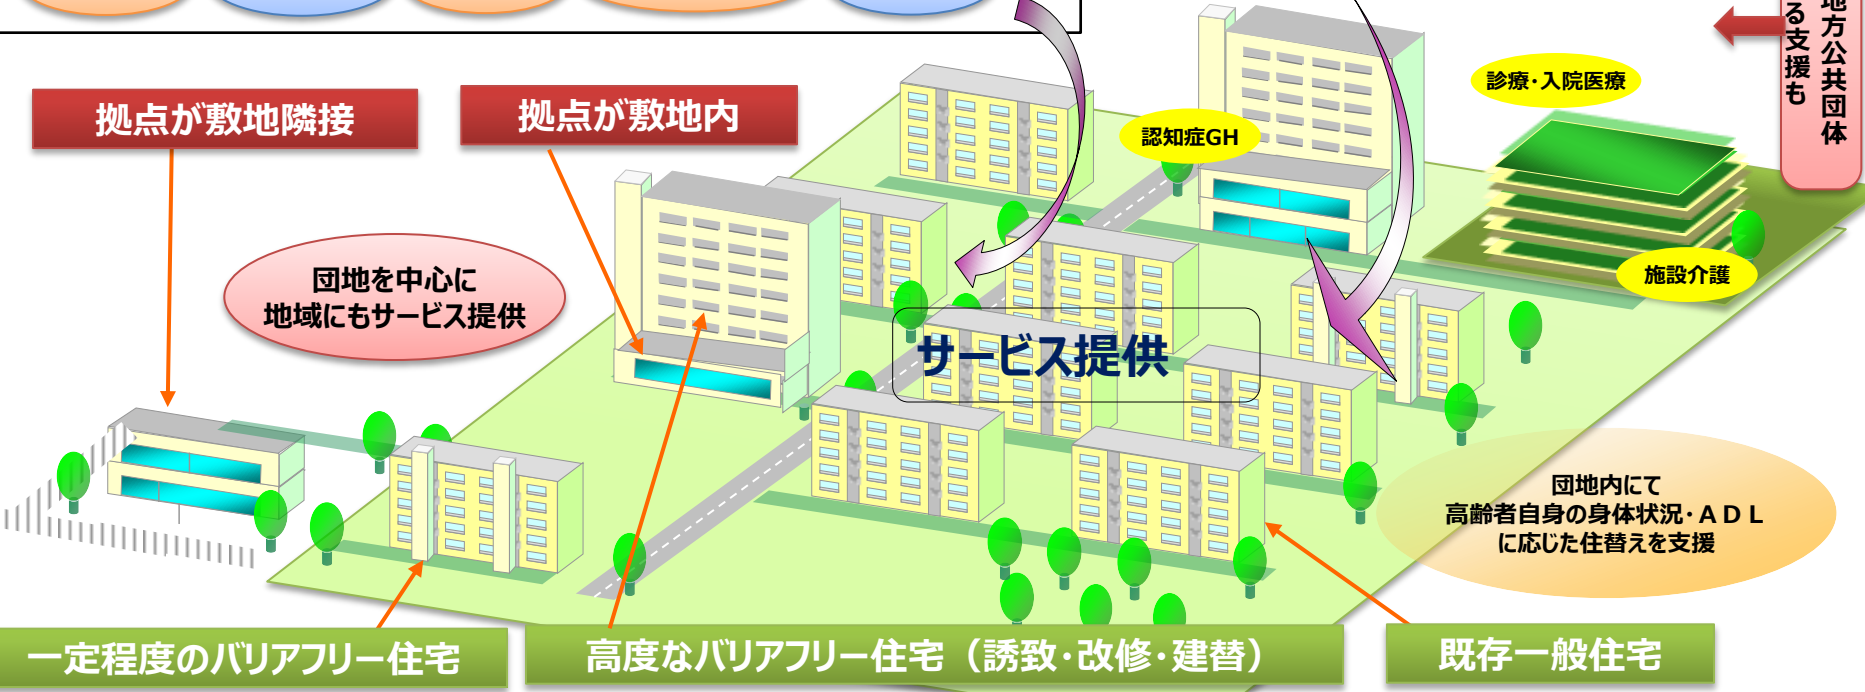 地方公共団体
る支援も
診療・入院医療
拠点が敷地隣接
拠点が敷地内
認知症GH
団地を中心に
地域にもサービス提供
施設介護
サービス提供
団地内にて
高齢者自身の身体状況・ＡＤＬ
に応じた住替えを支援
一定程度のバリアフリー住宅
高度なバリアフリー住宅（誘致・改修・建替）
既存一般住宅